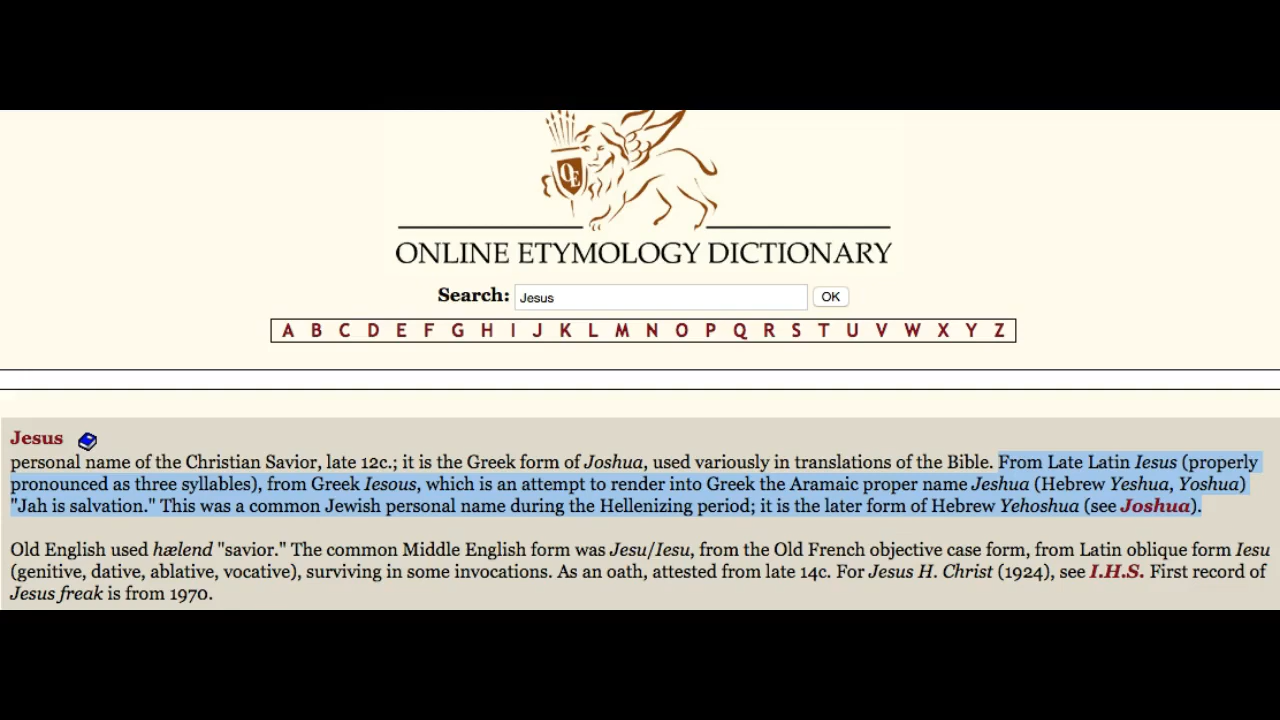 OE
ONLINE ETYMOLOGY DICTIONARY
Search: Jesus OK
A B C D E F G H I J K L M N O P Q R S T U V W X Y Z
Jesus
personal name of the Christian Savior, late 12c.; it is the Greek form of Joshua, used variously in translations of the Bible. From Late Latin Iesus (properly
pronounced as three syllables), from Greek Iesous, which is an attempt to render into Greek the Aramaic proper name Jeshua (Hebrew Yeshua, Yoshua)
"Jah is salvation." This was a common Jewish personal name during the Hellenizing period; it is the later form of Hebrew Yehoshua (see Joshua).
Old English used hælend "savior." The common Middle English form was Jesu/Iesu, from the Old French objective case form, from Latin oblique form Iesu
(genitive, dative, ablative, vocative), surviving in some invocations. As an oath, attested from late 14c. For Jesus H. Christ (1924), see I.H.S. First record of
Jesus freak is from 1970.